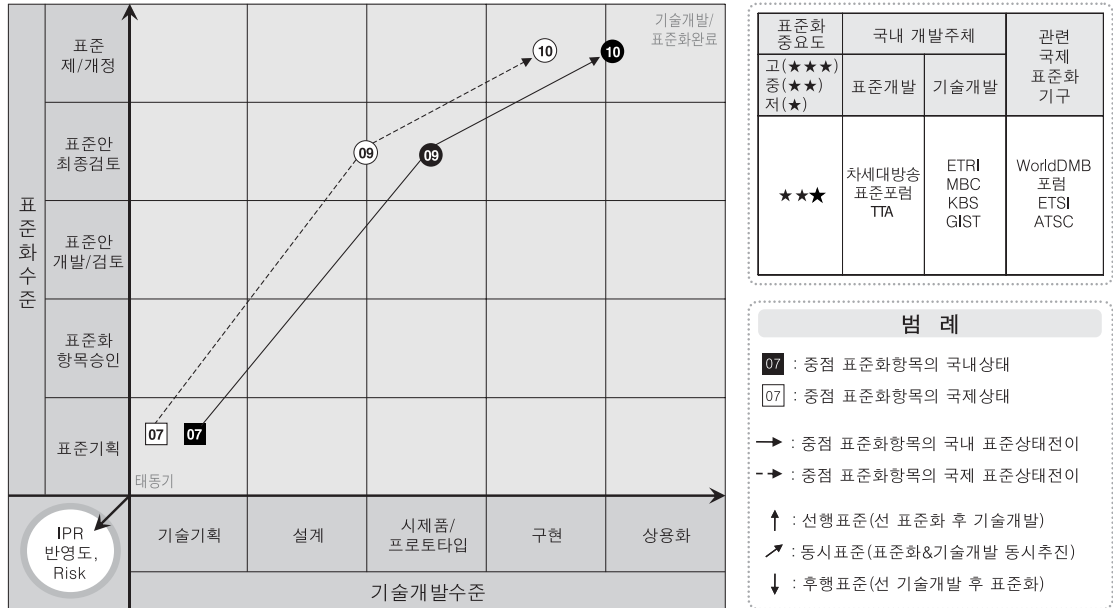 기술개발/
표준화완료
표준
제/개정
10
10
표준안
최종검토
09
09
표준화수준
표준안
개발/검토
표준화
항목승인
표준기획
07
07
태동기
IPR
반영도,
Risk
기술기획
설계
시제품/
프로토타입
구현
상용화
기술개발수준
표준화
중요도
국내 개발주체
관련
국제
표준화
기구
고(★★★)
중(★★)
저(★)
표준개발
기술개발
★★★
차세대방송
표준포럼
TTA
ETRI
MBC
KBS
GIST
WorldDMB
포럼
ETSI
ATSC
범 례
07 : 중점 표준화항목의 국내상태
07 : 중점 표준화항목의 국제상태
→ : 중점 표준화항목의 국내 표준상태전이
⇢ : 중점 표준화항목의 국제 표준상태전이
↑ : 선행표준(선 표준화 후 기술개발)
↗ : 동시표준(표준화&기술개발 동시추진)
↓ : 후행표준(선 기술개발 후 표준화)